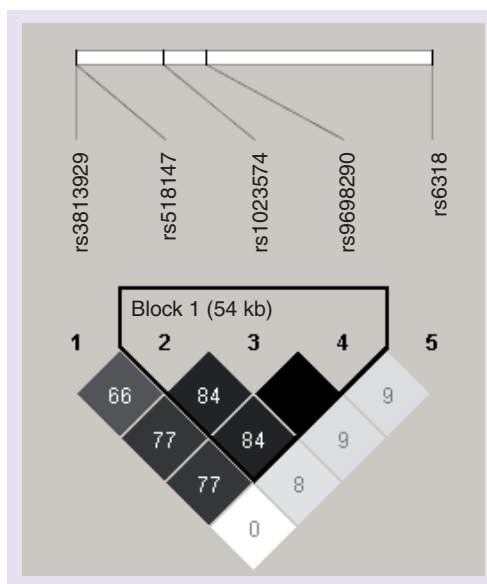 rs3813929
rs518147
rs1023574
rs9698290
rs6318
Block 1 (54 kb)
1 2 3 4 5
66 84 9
77 84 9
77 8
0